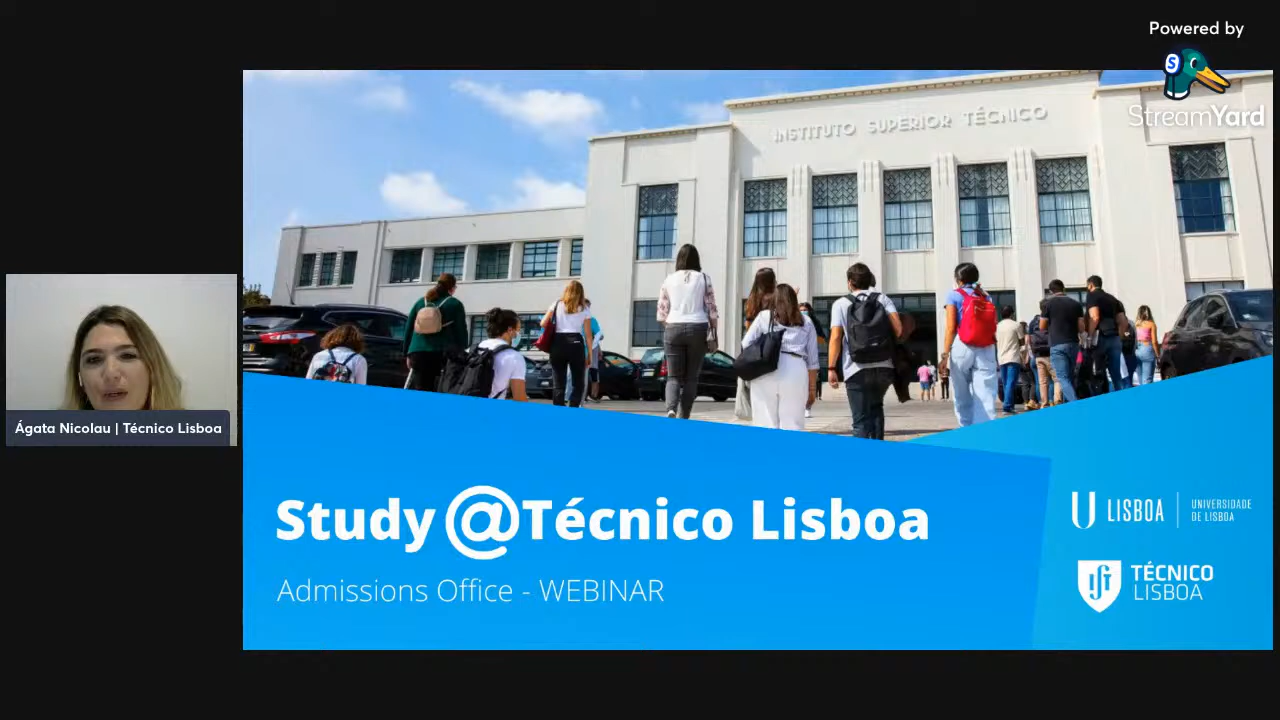 Powered by
S
StreamYard
INSTITUTO SUPERIOR TÉCNICO
Ágata Nicolau | Técnico Lisboa
Study@Técnico Lisboa
Admissions Office - WEBINAR
U LISBOA | UNIVERSIDADE
DE LISBOA
TÉCNICO
LISBOA